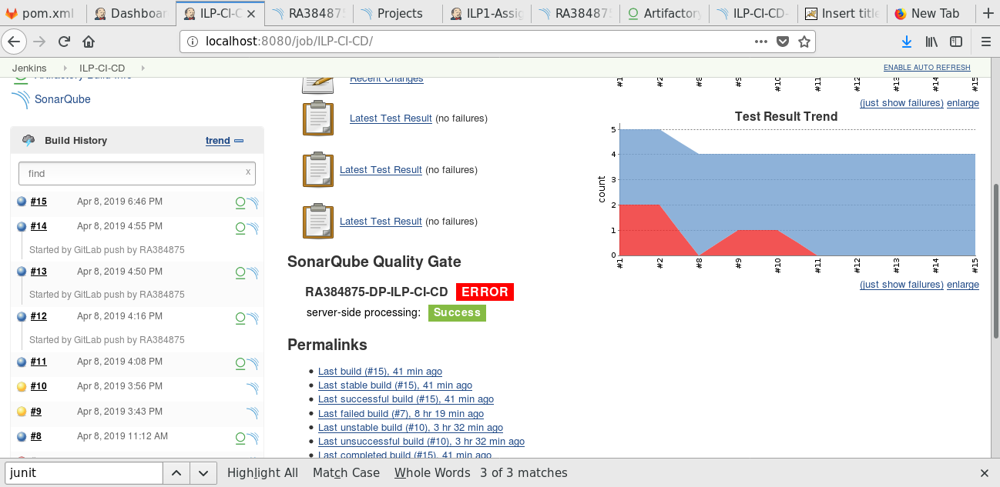 pom.xml
Dashboar
ILP-CI-C
RA384875
Projects
ILP1-Assig
RA384875
Artifactory
ILP-CI-CD-
Insert title
New Tab
localhost:8080/job/ILP-CI-CD/
Jenkins ILP-CI-CD
ENABLE AUTO REFRESH
Artifactory Build Info
SonarQube
Build History trend
find x
#15 Apr 8, 2019 6:46 PM
#14 Apr 8, 2019 4:55 PM
Started by GitLab push by RA384875
#13 Apr 8, 2019 4:50 PM
Started by GitLab push by RA384875
#12 Apr 8, 2019 4:16 PM
Started by GitLab push by RA384875
#11 Apr 8, 2019 4:08 PM
#10 Apr 8, 2019 3:56 PM
#9 Apr 8, 2019 3:43 PM
#8 Apr 8, 2019 11:12 AM
Recent Changes
Latest Test Result (no failures)
Latest Test Result (no failures)
Latest Test Result (no failures)
SonarQube Quality Gate
RA384875-DP-ILP-CI-CD ERROR
server-side processing: Success
Permalinks
Last build (#15), 41 min ago
Last stable build (#15), 41 min ago
Last successful build (#15), 41 min ago
Last failed build (#7), 8 hr 19 min ago
Last unstable build (#10), 3 hr 32 min ago
Last unsuccessful build (#10), 3 hr 32 min ago
Last completed build (#15), 41 min ago
#1 #2 #8 #9 #10 #11 #12 #13 #14 #15
(just show failures) enlarge
Test Result Trend
5
4
3
2
1
0
count
#1 #2 #8 #9 #10 #11 #12 #13 #14 #15
(just show failures) enlarge
junit Highlight All Match Case Whole Words 3 of 3 matches